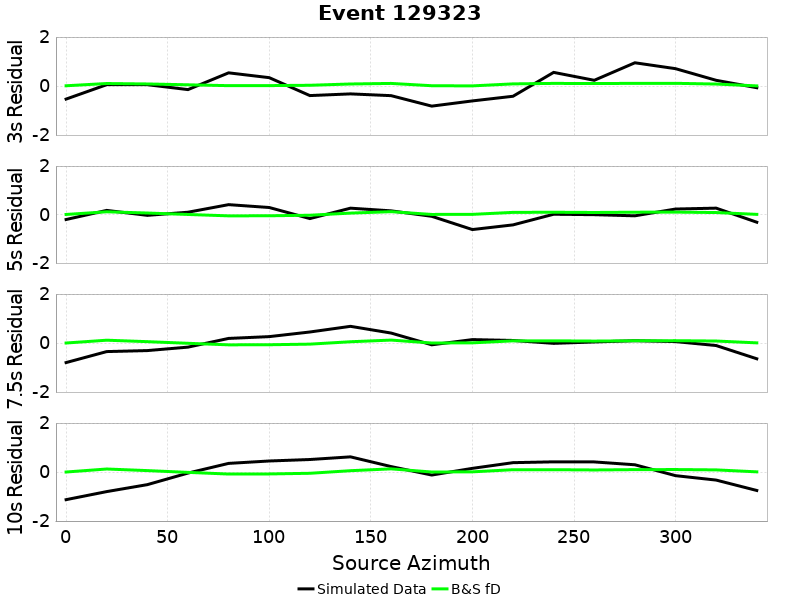 Event 129323
3s Residual
2
0
-2
5s Residual
2
0
-2
7.5s Residual
2
0
-2
10s Residual
2
0
-2
0 50 100 150 200 250 300
Source Azimuth
Simulated Data B&S fD